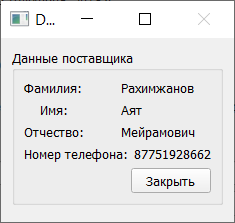 D...
Данные поставщика
Фамилия: Рахимжанов
Имя: Аят
Отчество: Мейрамович
Номер телефона: 87751928662
Закрыть